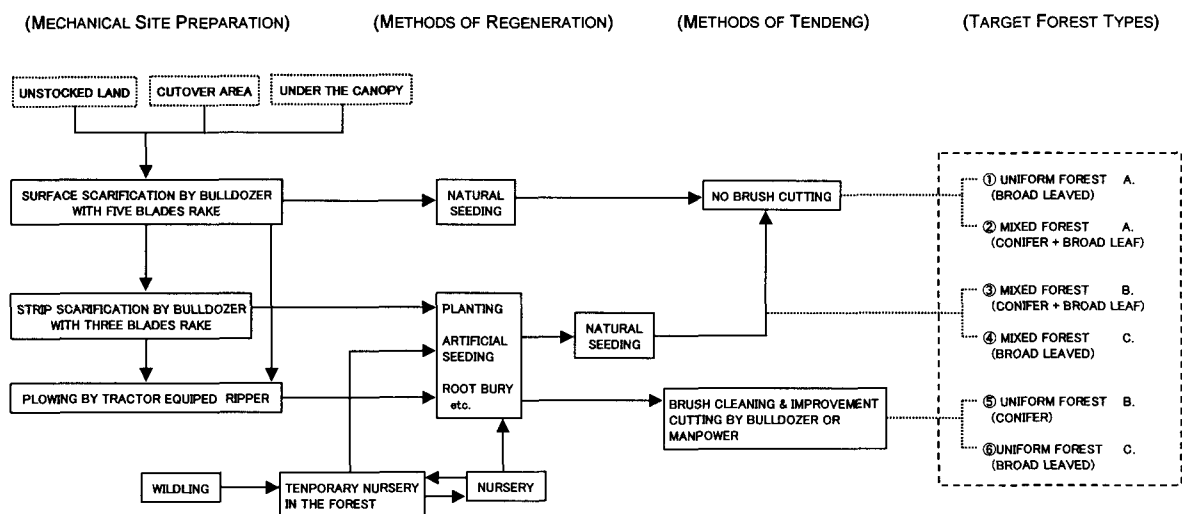 (MECHANICAL SITE PREPARATION)
(METHODS OF REGENERATION)
(METHODS OF TENDENG)
(TARGET FOREST TYPES)
UNSTOCKED LAND
CUTOVER AREA
UNDER THE CANOPY
SURFACE SCARIFICATION BY BULLDOZER
WITH FIVE BLADES RAKE
NATURAL
SEEDING
NO BRUSH CUTTING
① UNIFORM FOREST A.
(BROAD LEAVED)
② MIXED FOREST A.
(CONIFER + BROAD LEAF)
STRIP SCARIFICATION BY BULLDOZER
WITH THREE BLADES RAKE
PLANTING
ARTIFICIAL
SEEDING
ROOT BURY
etc.
NATURAL
SEEDING
③ MIXED FOREST B.
(CONIFER + BROAD LEAF)
④ MIXED FOREST C.
(BROAD LEAVED)
PLOWING BY TRACTOR EQUIPED RIPPER
BRUSH CLEANING & IMPROVEMENT
CUTTING BY BULLDOZER OR
MANPOWER
⑤ UNIFORM FOREST B.
(CONIFER)
⑥UNIFORM FOREST C.
(BROAD LEAVED)
WILDLING
TENPORARY NURSERY
IN THE FOREST
NURSERY